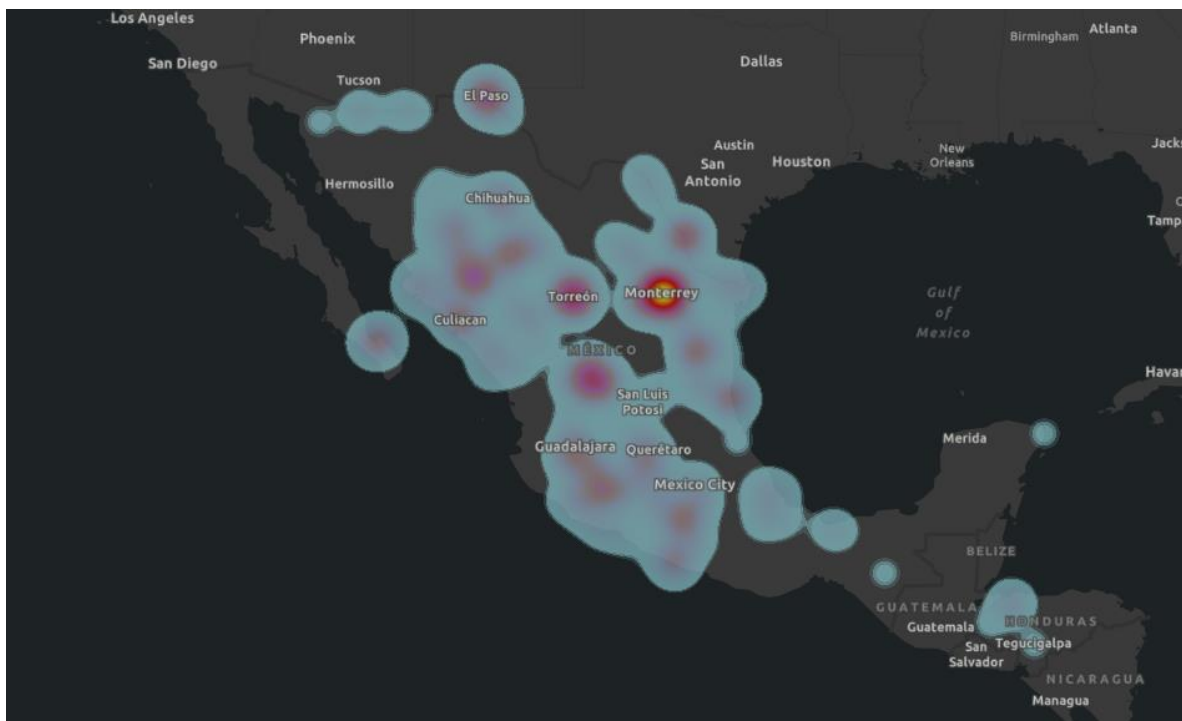 Los Angeles
Atlanta
Birmingham
Phoenix
San Diego
Dallas
Tucson
El Paso
Austin
San
Antonio
Houston
New
Orleans
Hermosillo
Chihuahua
Torreón
Monterrey
Gulf
of
Mexico
Culiacan
MÉXICO
San Luis
Potosí
Guadalajara
Querétaro
Merida
Mexico City
BELIZE
GUATEMALA
HONDURAS
Guatemala
Tegucigalpa
San
Salvador
NICARAGUA
Managua